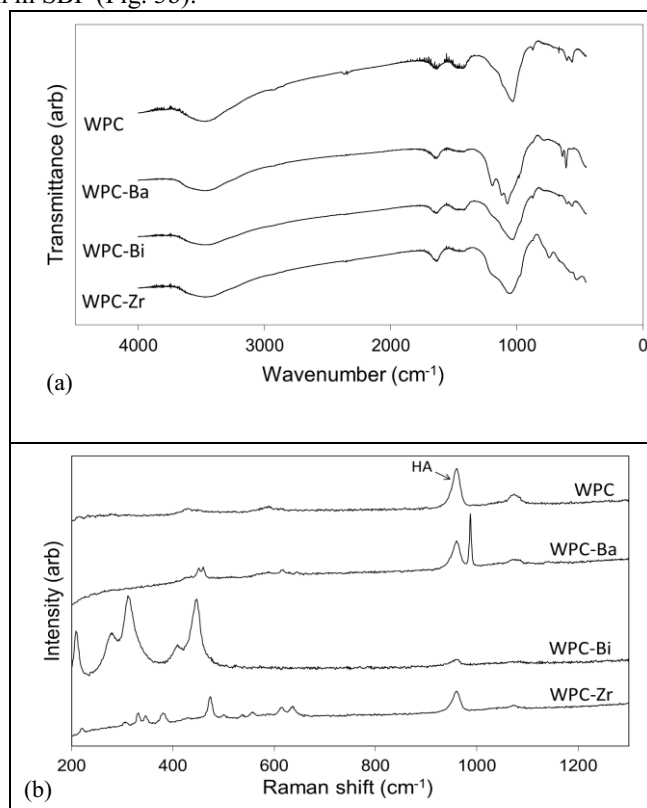 in SBF (Fig. 5b).
Transmittance (arb)
WPC
WPC-Ba
WPC-Bi
WPC-Zr
4000 3000 2000 1000 0
Wavenumber (cm⁻¹)
(a)
Intensity (arb)
HA
WPC
WPC-Ba
WPC-Bi
WPC-Zr
200 400 600 800 1000 1200
Raman shift (cm⁻¹)
(b)